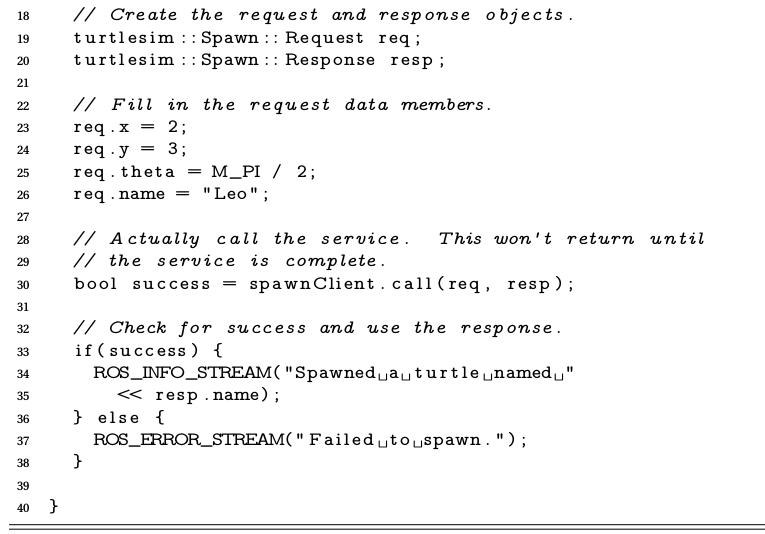 18 // Create the request and response objects.
19 turtlesim::Spawn::Request req;
20 turtlesim::Spawn::Response resp;
21
22 // Fill in the request data members.
23 req.x = 2;
24 req.y = 3;
25 req.theta = M_PI / 2;
26 req.name = "Leo";
27
28 // Actually call the service.  This won't return until
29 // the service is complete.
30 bool success = spawnClient.call(req, resp);
31
32 // Check for success and use the response.
33 if(success) {
34 ROS_INFO_STREAM("Spawned␣a␣turtle␣named␣"
35 << resp.name);
36 } else {
37 ROS_ERROR_STREAM("Failed␣to␣spawn.");
38 }
39
40 }